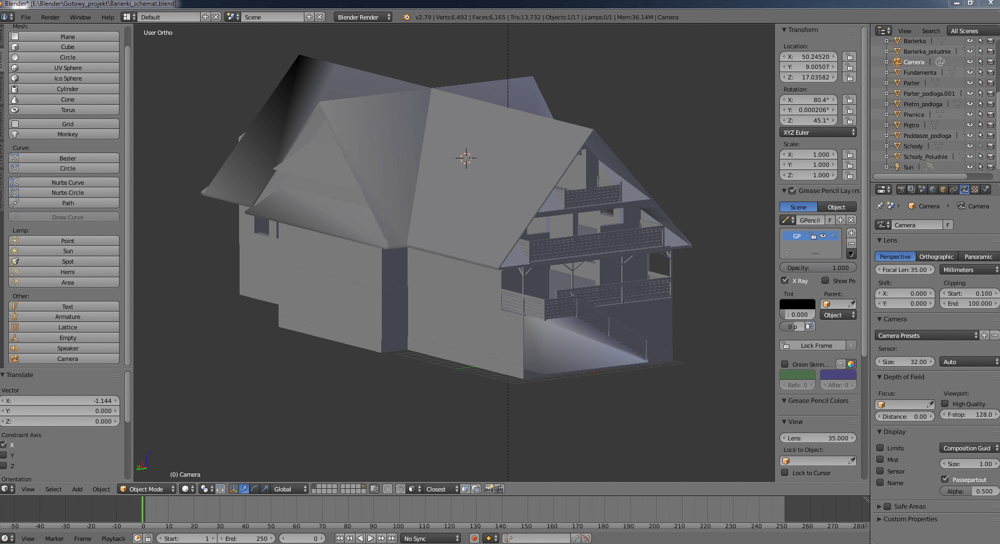 Blender* [E:\Blender\Gotowy_projekt\Barierki_schemat.blend]
File Render Window Help Default Scene Blender Render v2.79 | Verts:6,492 | Faces:6,165 | Tris:13,732 | Objects:1/17 | Lamps:0/1 | Mem:36.14M | Camera
Mesh:
Plane
Cube
Circle
UV Sphere
Ico Sphere
Cylinder
Cone
Torus
Grid
Monkey
Curve:
Bezier
Circle
Nurbs Curve
Nurbs Circle
Path
Draw Curve
Lamp:
Point
Sun
Spot
Hemi
Area
Other:
Text
Armature
Lattice
Empty
Speaker
Camera
Translate
Vector
X: -1.144
Y: 0.000
Z: 0.000
Constraint Axis
X
Y
Z
Orientation
User Ortho
(0) Camera
Transform
Location:
X: 50.24520
Y: 9.00507
Z: 17.03582
Rotation:
X: 80.4°
Y: 0.000206°
Z: 45.1°
XYZ Euler
Scale:
X: 1.000
Y: 1.000
Z: 1.000
Grease Pencil Layers
Scene Object
GPencil F
GP
Opacity: 1.000
X Ray Show Po
Tint Parent:
0.000 Object
Lock Frame
Onion Skinn...
Befo: 0 After: 0
Grease Pencil Colors
View
Lens: 35.000
Lock to Object:
Lock to Cursor
View Search All Scenes
Barierka
Barierka_poludnie
Camera
Fundamenta
Parter
Parter_podloga.001
Pietro_podloga
Piwnice
Piętro
Poddasze_podloga
Schody
Schody_Poludnie
Sun
Camera Camera
Camera F
Lens
Perspective Orthographic Panoramic
Focal Len:35.00 Millimeters
Shift: Clipping:
X: 0.000 Start: 0.100
Y: 0.000 End: 100.000
Camera
Camera Presets
Sensor:
Size: 32.00 Auto
Depth of Field
Focus: Viewport:
High Quality
Distance: 0.00 F-stop: 128.0
Display
Limits Composition Guid
Mist Size: 1.00
Sensor Passepartout
Name Alpha: 0.500
Safe Areas
Custom Properties
View Select Add Object Object Mode Global Closest
-50 -40 -30 -20 -10 0 10 20 30 40 50 60 70 80 90 100 110 120 130 140 150 160 170 180 190 200 210 220 230 240 250 260 270 280
View Marker Frame Playback Start: 1 End: 250 0 No Sync